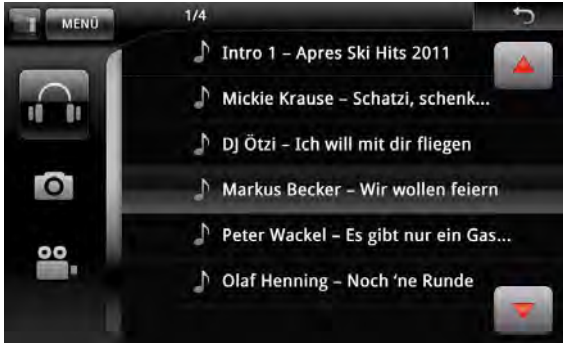 MENÜ
1/4
Intro 1 – Apres Ski Hits 2011
Mickie Krause – Schatzi, schenk...
DJ Ötzi – Ich will mit dir fliegen
Markus Becker – Wir wollen feiern
Peter Wackel – Es gibt nur ein Gas...
Olaf Henning – Noch ‘ne Runde